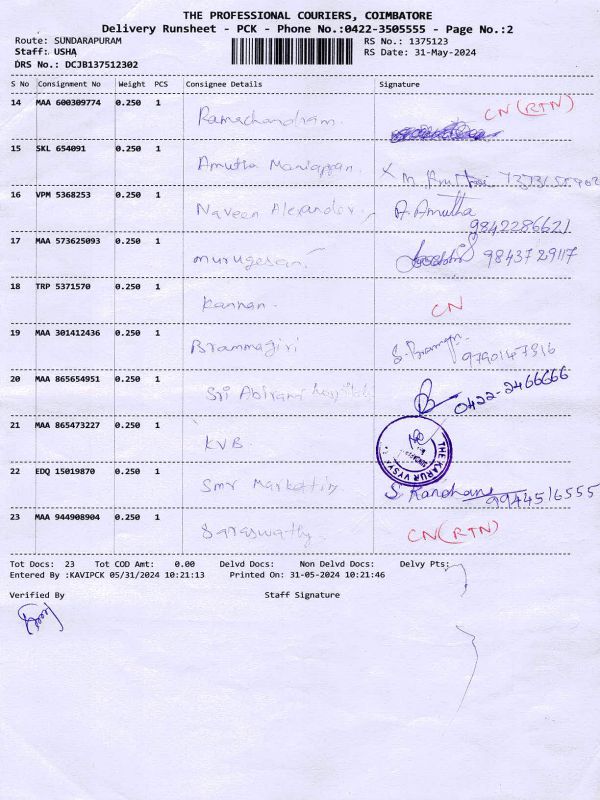 THE PROFESSIONAL COURIERS, COIMBATORE
Delivery Runsheet - PCK - Phone No.:0422-3505555 - Page No.:2
Route: SUNDARAPURAM RS No.: 1375123
Staff: USHA RS Date: 31-May-2024
DRS No.: DCJB137512302
S No Consignment No Weight PCS Consignee Details Signature
14 MAA 600309774 0.250 1 Ramachandram. CN (RTN)
15 SKL 654091 0.250 1 Amutha
16 VPM 5368253 0.250 1 Naveen Alexander, A. Amutha
9842286621
17 MAA 573625093 0.250 1 murugesan. 9843729117
18 TRP 5371570 0.250 1 Kannan. CN
19 MAA 301412436 0.250 1 Brammagiri
20 MAA 865654951 0.250 1 Sri Abirami 0422-2466666
21 MAA 865473227 0.250 1 KVB. THE KARUR VYSYA
22 EDQ 15019870 0.250 1 9944516555
23 MAA 944908904 0.250 1 Saraswathy. CN (RTN)
Tot Docs: 23 Tot COD Amt: 0.00 Delvd Docs: Non Delvd Docs: Delvy Pts:
Entered By :KAVIPCK 05/31/2024 10:21:13 Printed On: 31-05-2024 10:21:46
Verified By Staff Signature